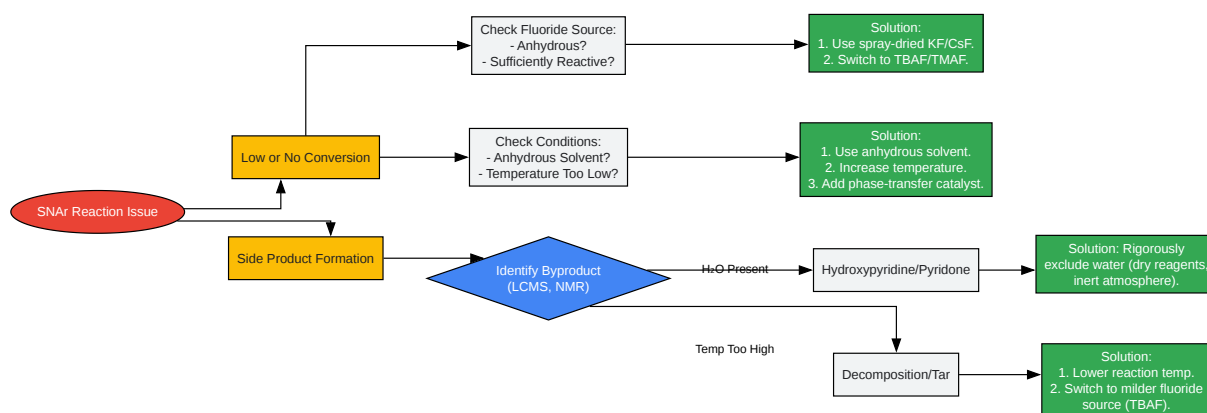 SNAr Reaction Issue
Low or No Conversion
Check Fluoride Source:
- Anhydrous?
- Sufficiently Reactive?
Solution:
1. Use spray-dried KF/CsF.
2. Switch to TBAF/TMAF.
Check Conditions:
- Anhydrous Solvent?
- Temperature Too Low?
Solution:
1. Use anhydrous solvent.
2. Increase temperature.
3. Add phase-transfer catalyst.
Side Product Formation
Identify Byproduct
(LCMS, NMR)
H₂O Present
Hydroxypyridine/Pyridone
Solution: Rigorously
exclude water (dry reagents,
inert atmosphere).
Temp Too High
Decomposition/Tar
Solution:
1. Lower reaction temp.
2. Switch to milder fluoride
source (TBAF).